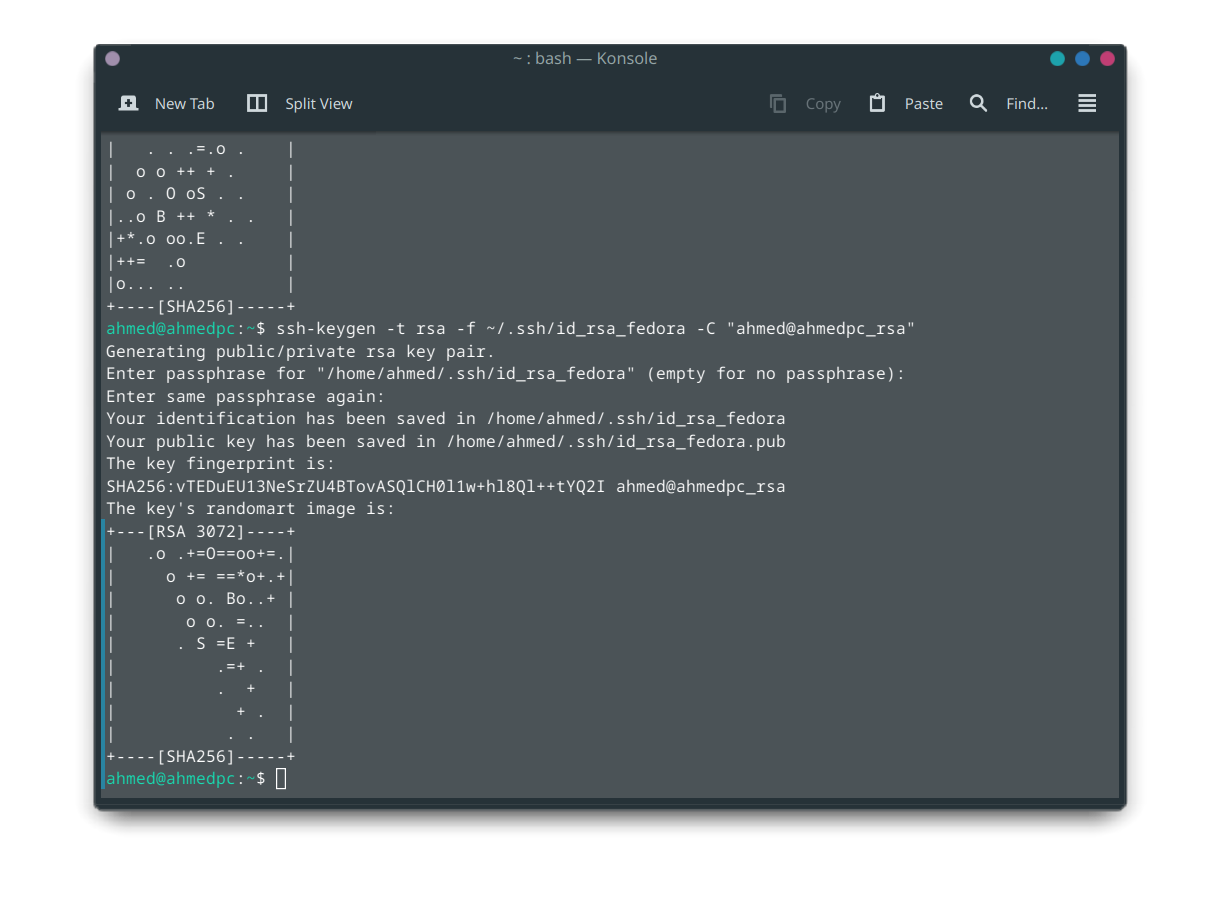 ~ : bash — Konsole
New Tab Split View Copy Paste Find...
|   . . .=.o .    |
|  o o ++ + .     |
| o . O oS . .    |
|..o B ++ * . .   |
|+*.o oo.E . .    |
|++=  .o          |
|o... ..          |
+----[SHA256]-----+
ahmed@ahmedpc:~$ ssh-keygen -t rsa -f ~/.ssh/id_rsa_fedora -C "ahmed@ahmedpc_rsa"
Generating public/private rsa key pair.
Enter passphrase for "/home/ahmed/.ssh/id_rsa_fedora" (empty for no passphrase):
Enter same passphrase again:
Your identification has been saved in /home/ahmed/.ssh/id_rsa_fedora
Your public key has been saved in /home/ahmed/.ssh/id_rsa_fedora.pub
The key fingerprint is:
SHA256:vTEDuEU13NeSrZU4BTovASQlCH0l1w+hl8Ql++tYQ2I ahmed@ahmedpc_rsa
The key's randomart image is:
+---[RSA 3072]----+
|   .o .+=O==oo+=.|
|     o += ==*o+.+|
|      o o. Bo..+ |
|       o o. =..  |
|      . S =E +   |
|          .=+ .  |
|          .  +   |
|            + .  |
|           . .   |
+----[SHA256]-----+
ahmed@ahmedpc:~$